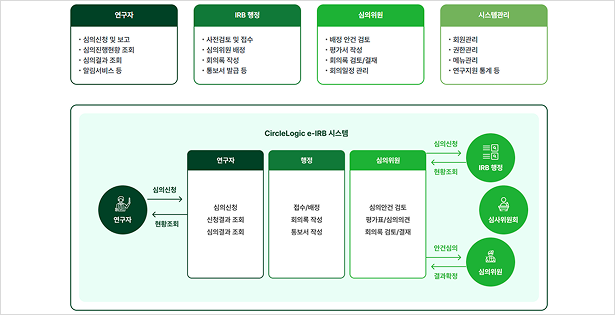 연구자
• 심의신청 및 보고
• 심의진행현황 조회
• 심의결과 조회
• 알림서비스 등
IRB 행정
• 사전검토 및 접수
• 심의위원 배정
• 회의록 작성
• 통보서 발급 등
심의위원
• 배정 안건 검토
• 평가서 작성
• 회의록 검토/결재
• 회의일정 관리
시스템관리
• 회원관리
• 권한관리
• 메뉴관리
• 연구지원 통계 등
CircleLogic e-IRB 시스템
연구자
심의신청
현황조회
연구자
심의신청
신청결과 조회
심의결과 조회
행정
접수/배정
회의록 작성
통보서 작성
심의위원
심의안건 검토
평가표/심의의견
회의록 검토/결재
심의신청
현황조회
IRB 행정
심사위원회
안건심의
결과확정
심의위원